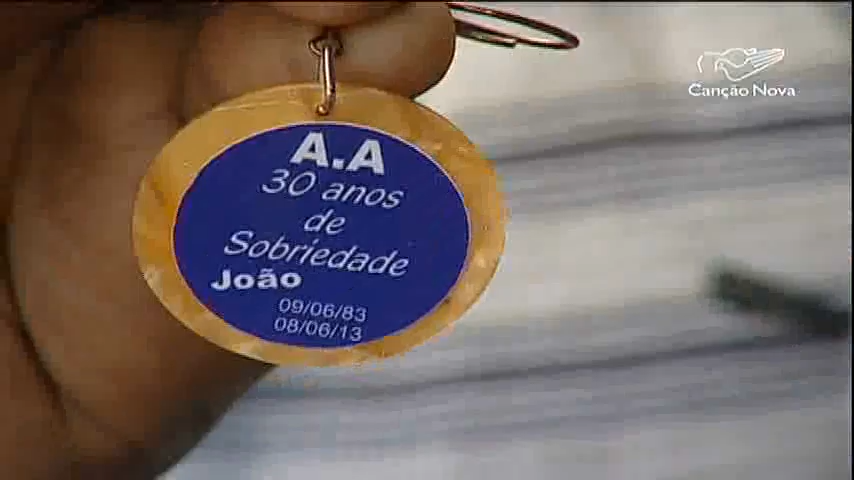 Canção Nova
A.A
30 anos
de
Sobriedade
João
09/06/83
08/06/13